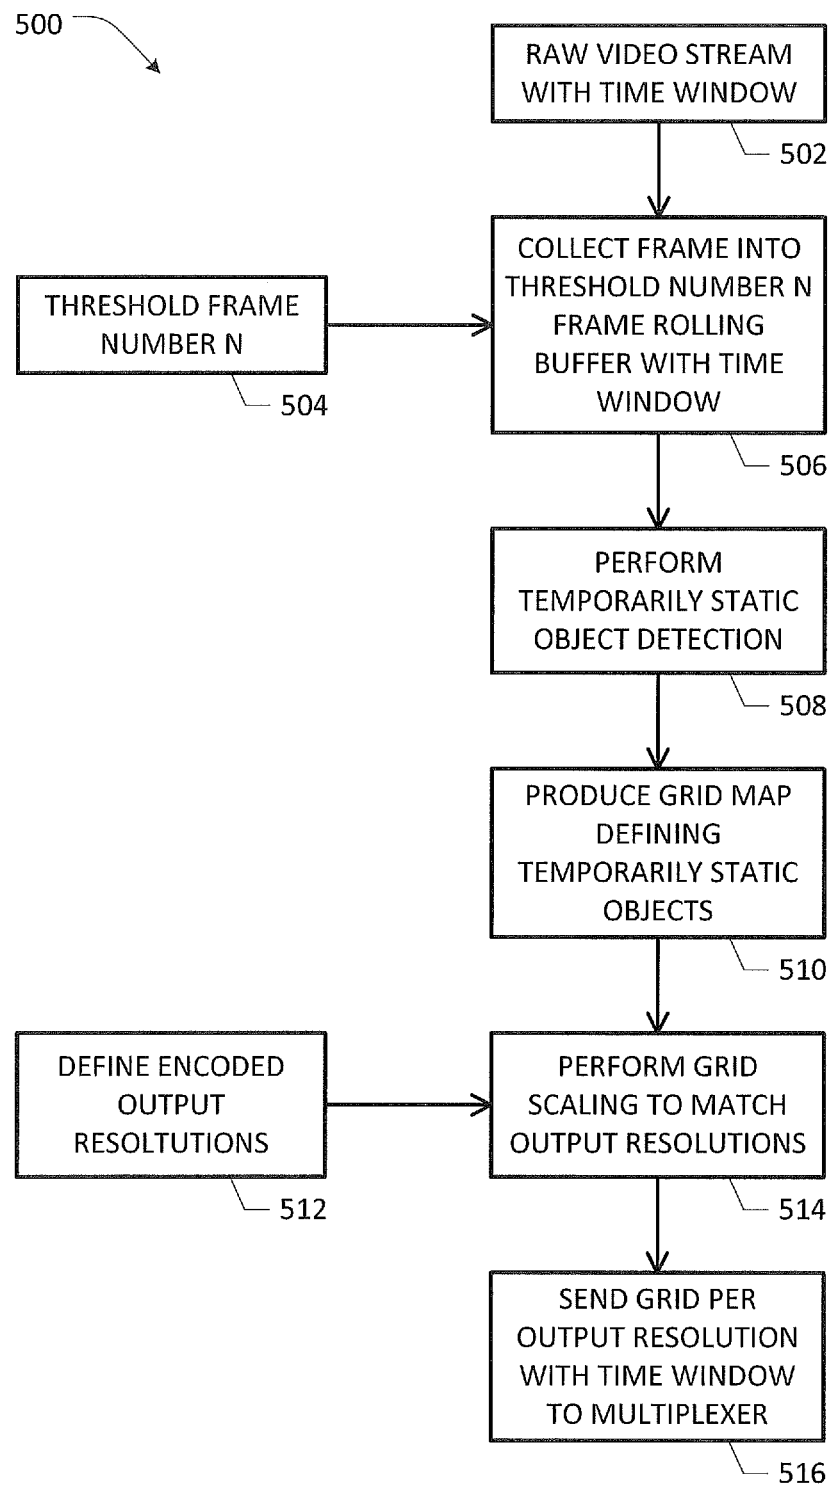 500
RAW VIDEO STREAM
WITH TIME WINDOW
502
COLLECT FRAME INTO
THRESHOLD NUMBER N
FRAME ROLLING
BUFFER WITH TIME
WINDOW
506
THRESHOLD FRAME
NUMBER N
504
PERFORM
TEMPORARILY STATIC
OBJECT DETECTION
508
PRODUCE GRID MAP
DEFINING
TEMPORARILY STATIC
OBJECTS
510
DEFINE ENCODED
OUTPUT
RESOLTUTIONS
512
PERFORM GRID
SCALING TO MATCH
OUTPUT RESOLUTIONS
514
SEND GRID PER
OUTPUT RESOLUTION
WITH TIME WINDOW
TO MULTIPLEXER
516